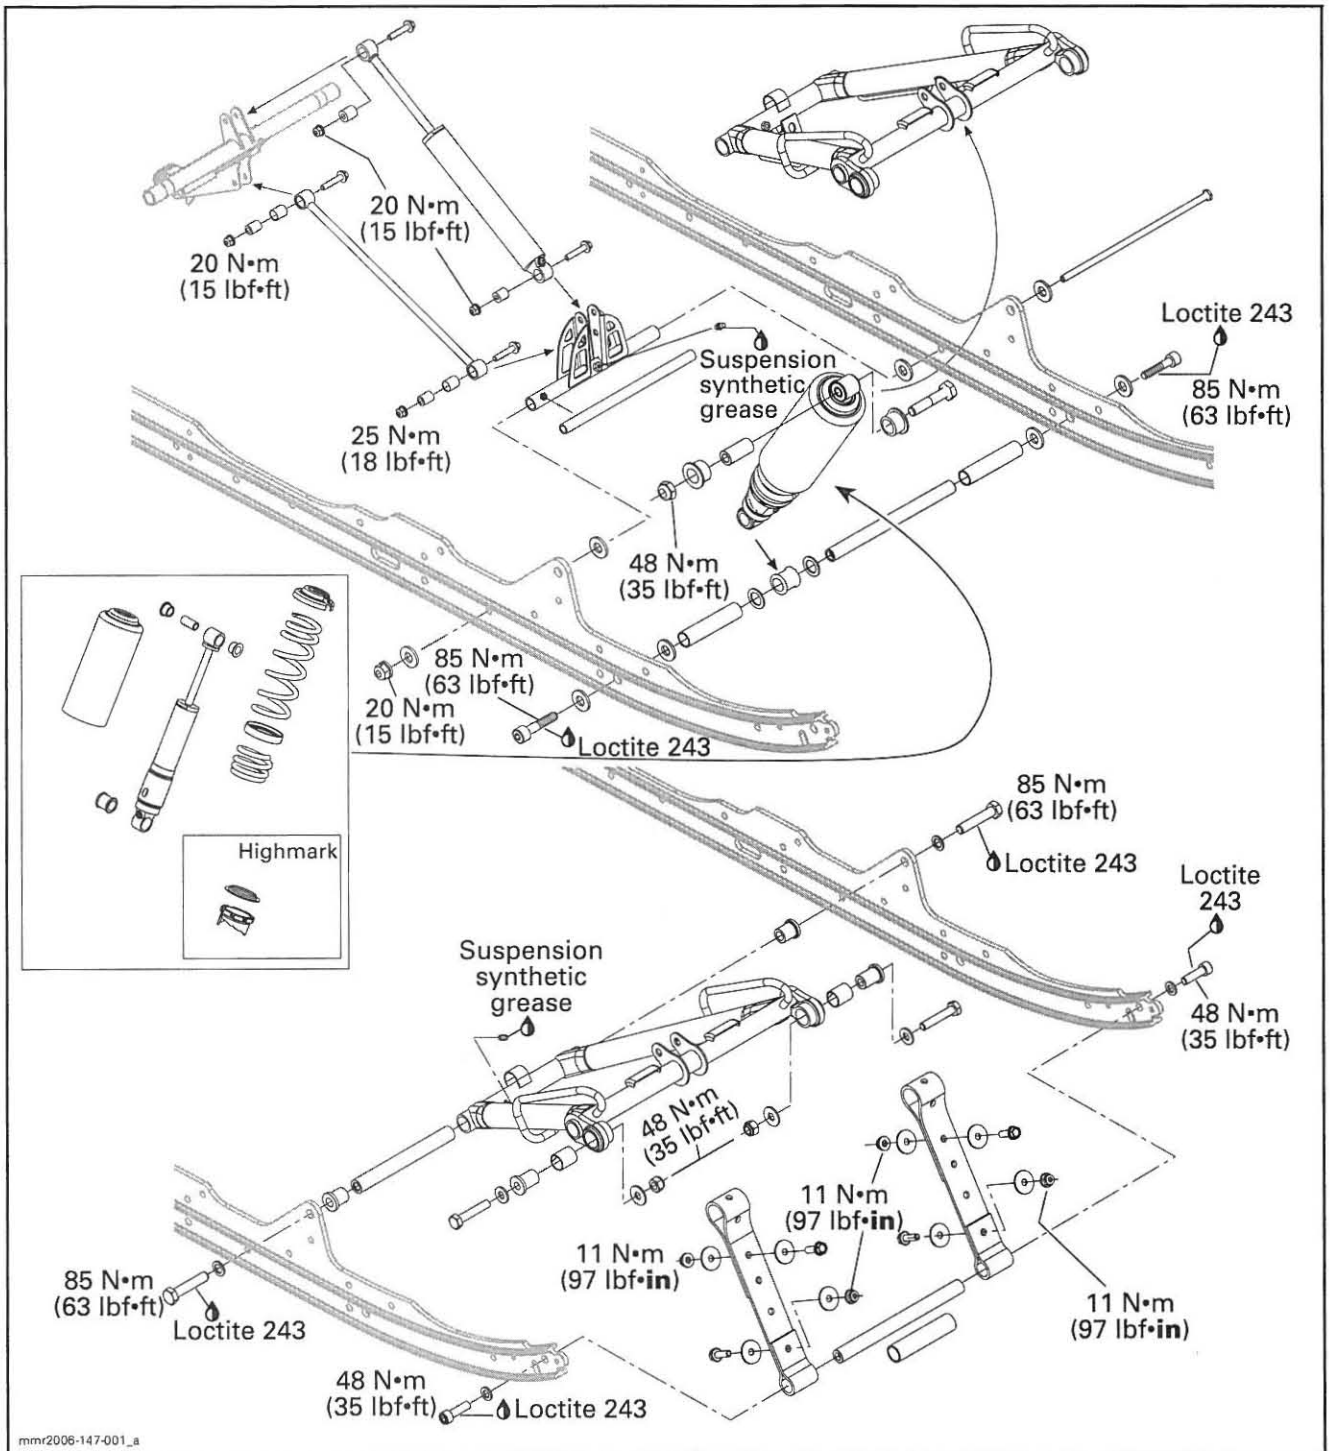 20 N•m
(15 lbf•ft)
20 N•m
(15 lbf•ft)
Loctite 243
85 N•m
(63 lbf•ft)
Suspension
synthetic
grease
25 N•m
(18 lbf•ft)
48 N•m
(35 lbf•ft)
85 N•m
(63 lbf•ft)
20 N•m
(15 lbf•ft)
Loctite 243
Highmark
85 N•m
(63 lbf•ft)
Loctite 243
Loctite
243
48 N•m
(35 lbf•ft)
Suspension
synthetic
grease
48 N•m
(35 lbf•ft)
11 N•m
(97 lbf•in)
11 N•m
(97 lbf•in)
11 N•m
(97 lbf•in)
85 N•m
(63 lbf•ft)
Loctite 243
48 N•m
(35 lbf•ft)
Loctite 243
mmr2006-147-001_a